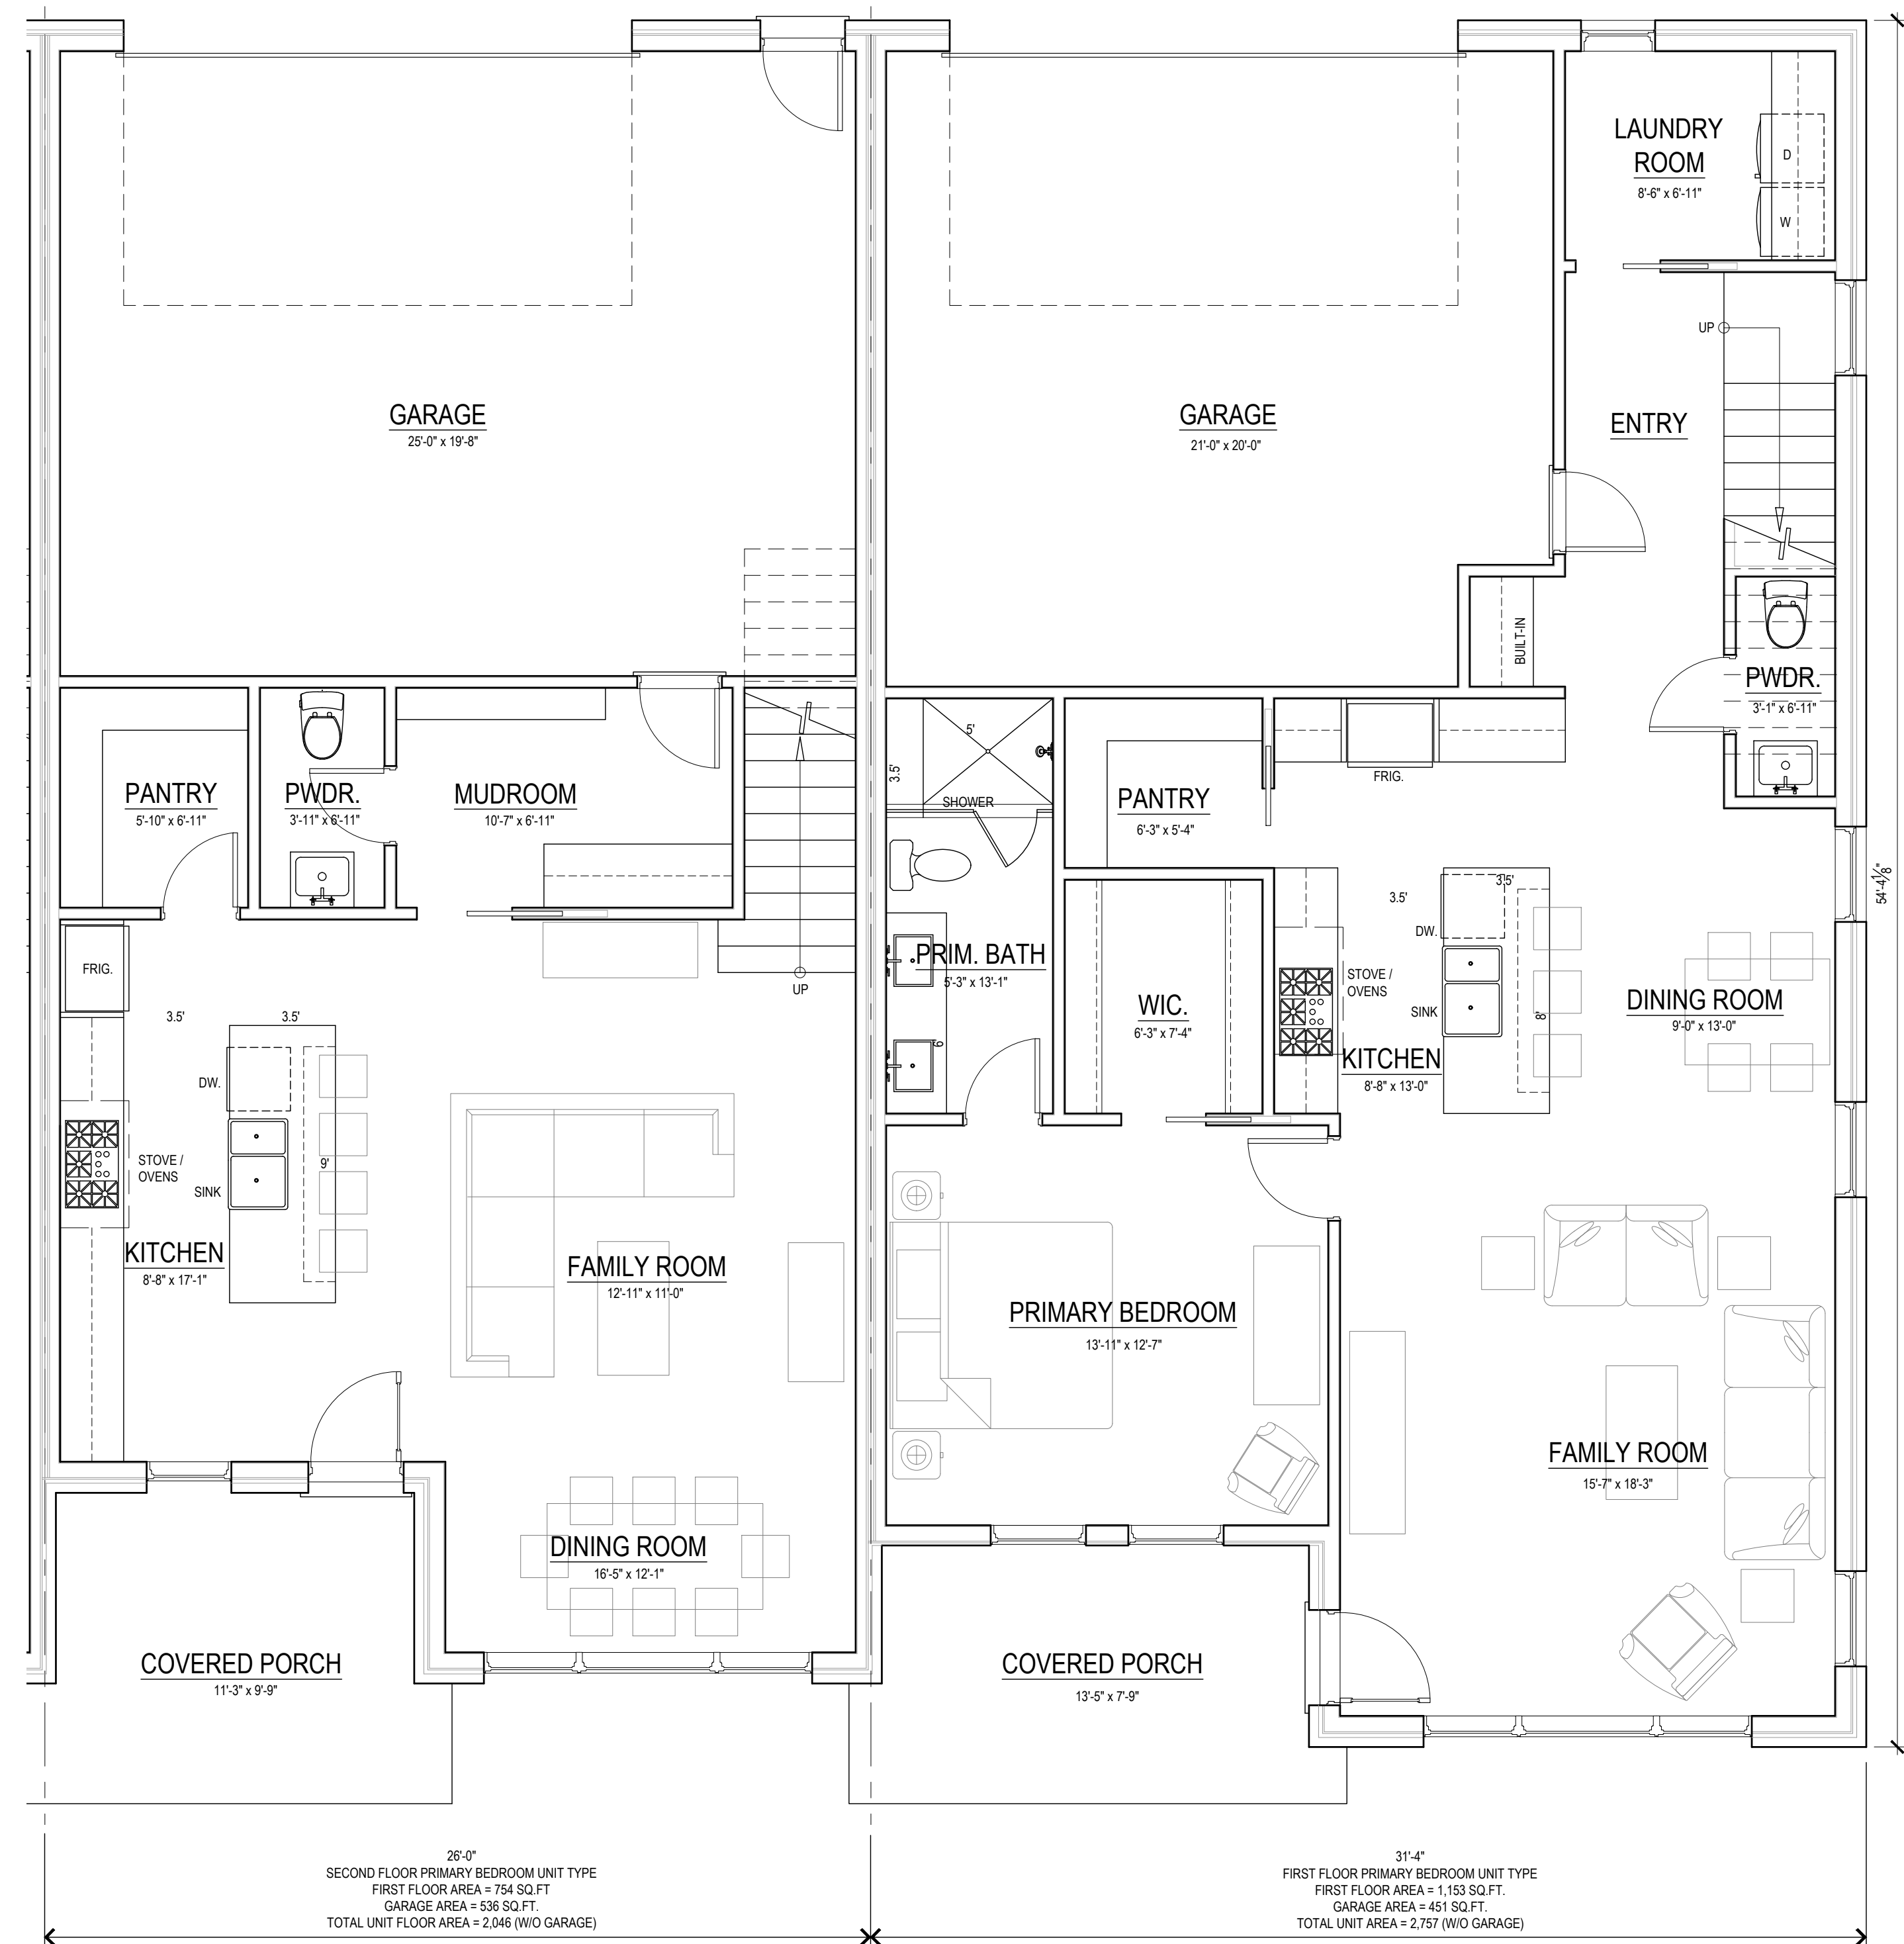 GARAGE
25'-0" x 19'-8"
PANTRY
5'-10" x 6'-11"
PWDR.
3'-11" x 6'-11"
MUDROOM
10'-7" x 6'-11"
FRIG.
UP
3.5'
3.5'
DW.
STOVE /
OVENS
SINK
9'
KITCHEN
8'-8" x 17'-1"
FAMILY ROOM
12'-11" x 11'-0"
DINING ROOM
16'-5" x 12'-1"
COVERED PORCH
11'-3" x 9'-9"
26'-0"
SECOND FLOOR PRIMARY BEDROOM UNIT TYPE
FIRST FLOOR AREA = 754 SQ.FT
GARAGE AREA = 536 SQ.FT.
TOTAL UNIT FLOOR AREA = 2,046 (W/O GARAGE)
GARAGE
21'-0" x 20'-0"
LAUNDRY
ROOM
8'-6" x 6'-11"
D
W
UP
ENTRY
BUILT-IN
PWDR.
3'-1" x 6'-11"
5'
3.5'
SHOWER
PANTRY
6'-3" x 5'-4"
FRIG.
PRIM. BATH
5'-3" x 13'-1"
6'
WIC.
6'-3" x 7'-4"
3.5'
3.5'
DW.
STOVE /
OVENS
SINK
8'
KITCHEN
8'-8" x 13'-0"
DINING ROOM
9'-0" x 13'-0"
54'-4 1/8"
PRIMARY BEDROOM
13'-11" x 12'-7"
FAMILY ROOM
15'-7" x 18'-3"
COVERED PORCH
13'-5" x 7'-9"
31'-4"
FIRST FLOOR PRIMARY BEDROOM UNIT TYPE
FIRST FLOOR AREA = 1,153 SQ.FT.
GARAGE AREA = 451 SQ.FT.
TOTAL UNIT AREA = 2,757 (W/O GARAGE)